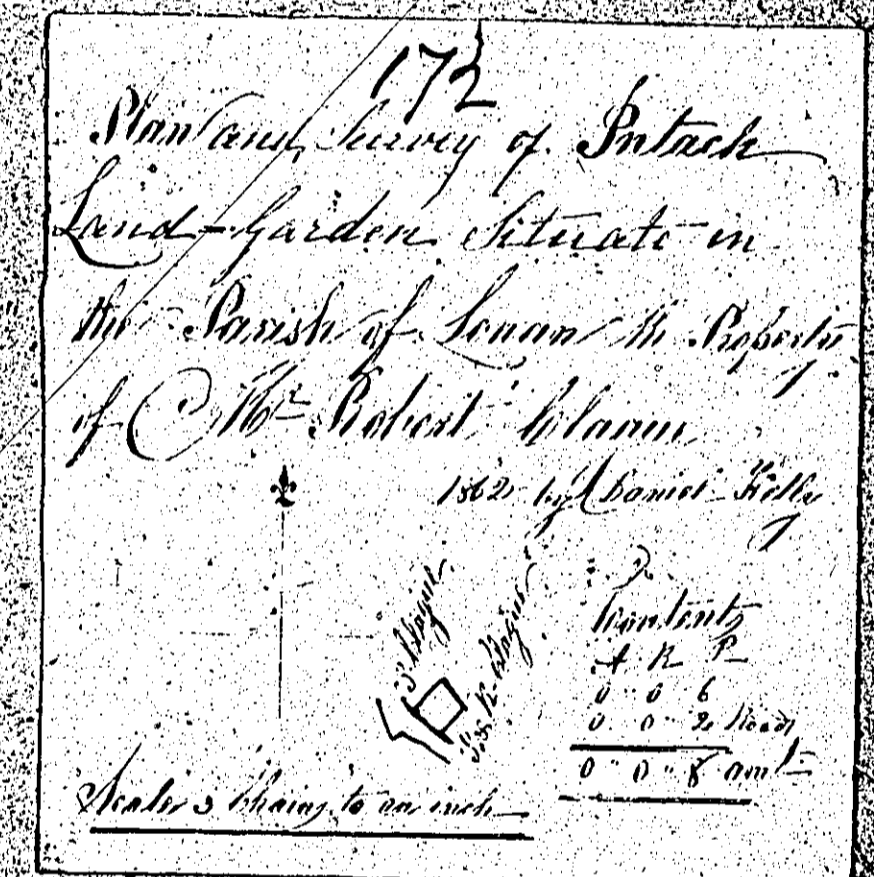 172
Plan and Survey of Intack
Land - Garden Situate in
the Parish of Lonan the Property
of Mr Robert
1862 by Daniel Kelly
Contents
A R P
0 " 0 " 6
0 " 0 " 2 Road
0 " 0 " 8 amt
Scale 3 Chains to an inch